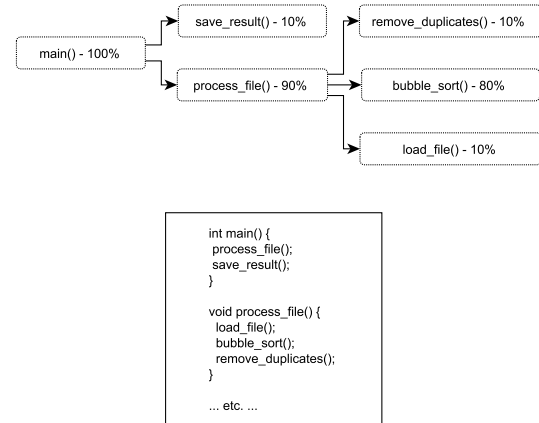 save_result() - 10%
remove_duplicates() - 10%
main() - 100%
process_file() - 90%
bubble_sort() - 80%
load_file() - 10%
int main() {
process_file();
save_result();
}
void process_file() {
load_file();
bubble_sort();
remove_duplicates();
}
... etc. ...